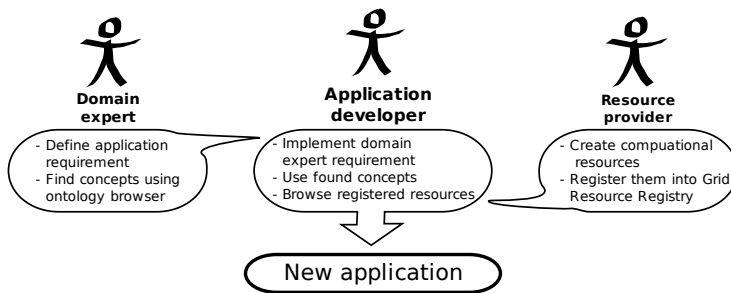 Domain
expert
- Define application
requirement
- Find concepts using
ontology browser
Application
developer
- Implement domain
expert requirement
- Use found concepts
- Browse registered resources
Resource
provider
- Create compuational
resources
- Register them into Grid
Resource Registry
New application